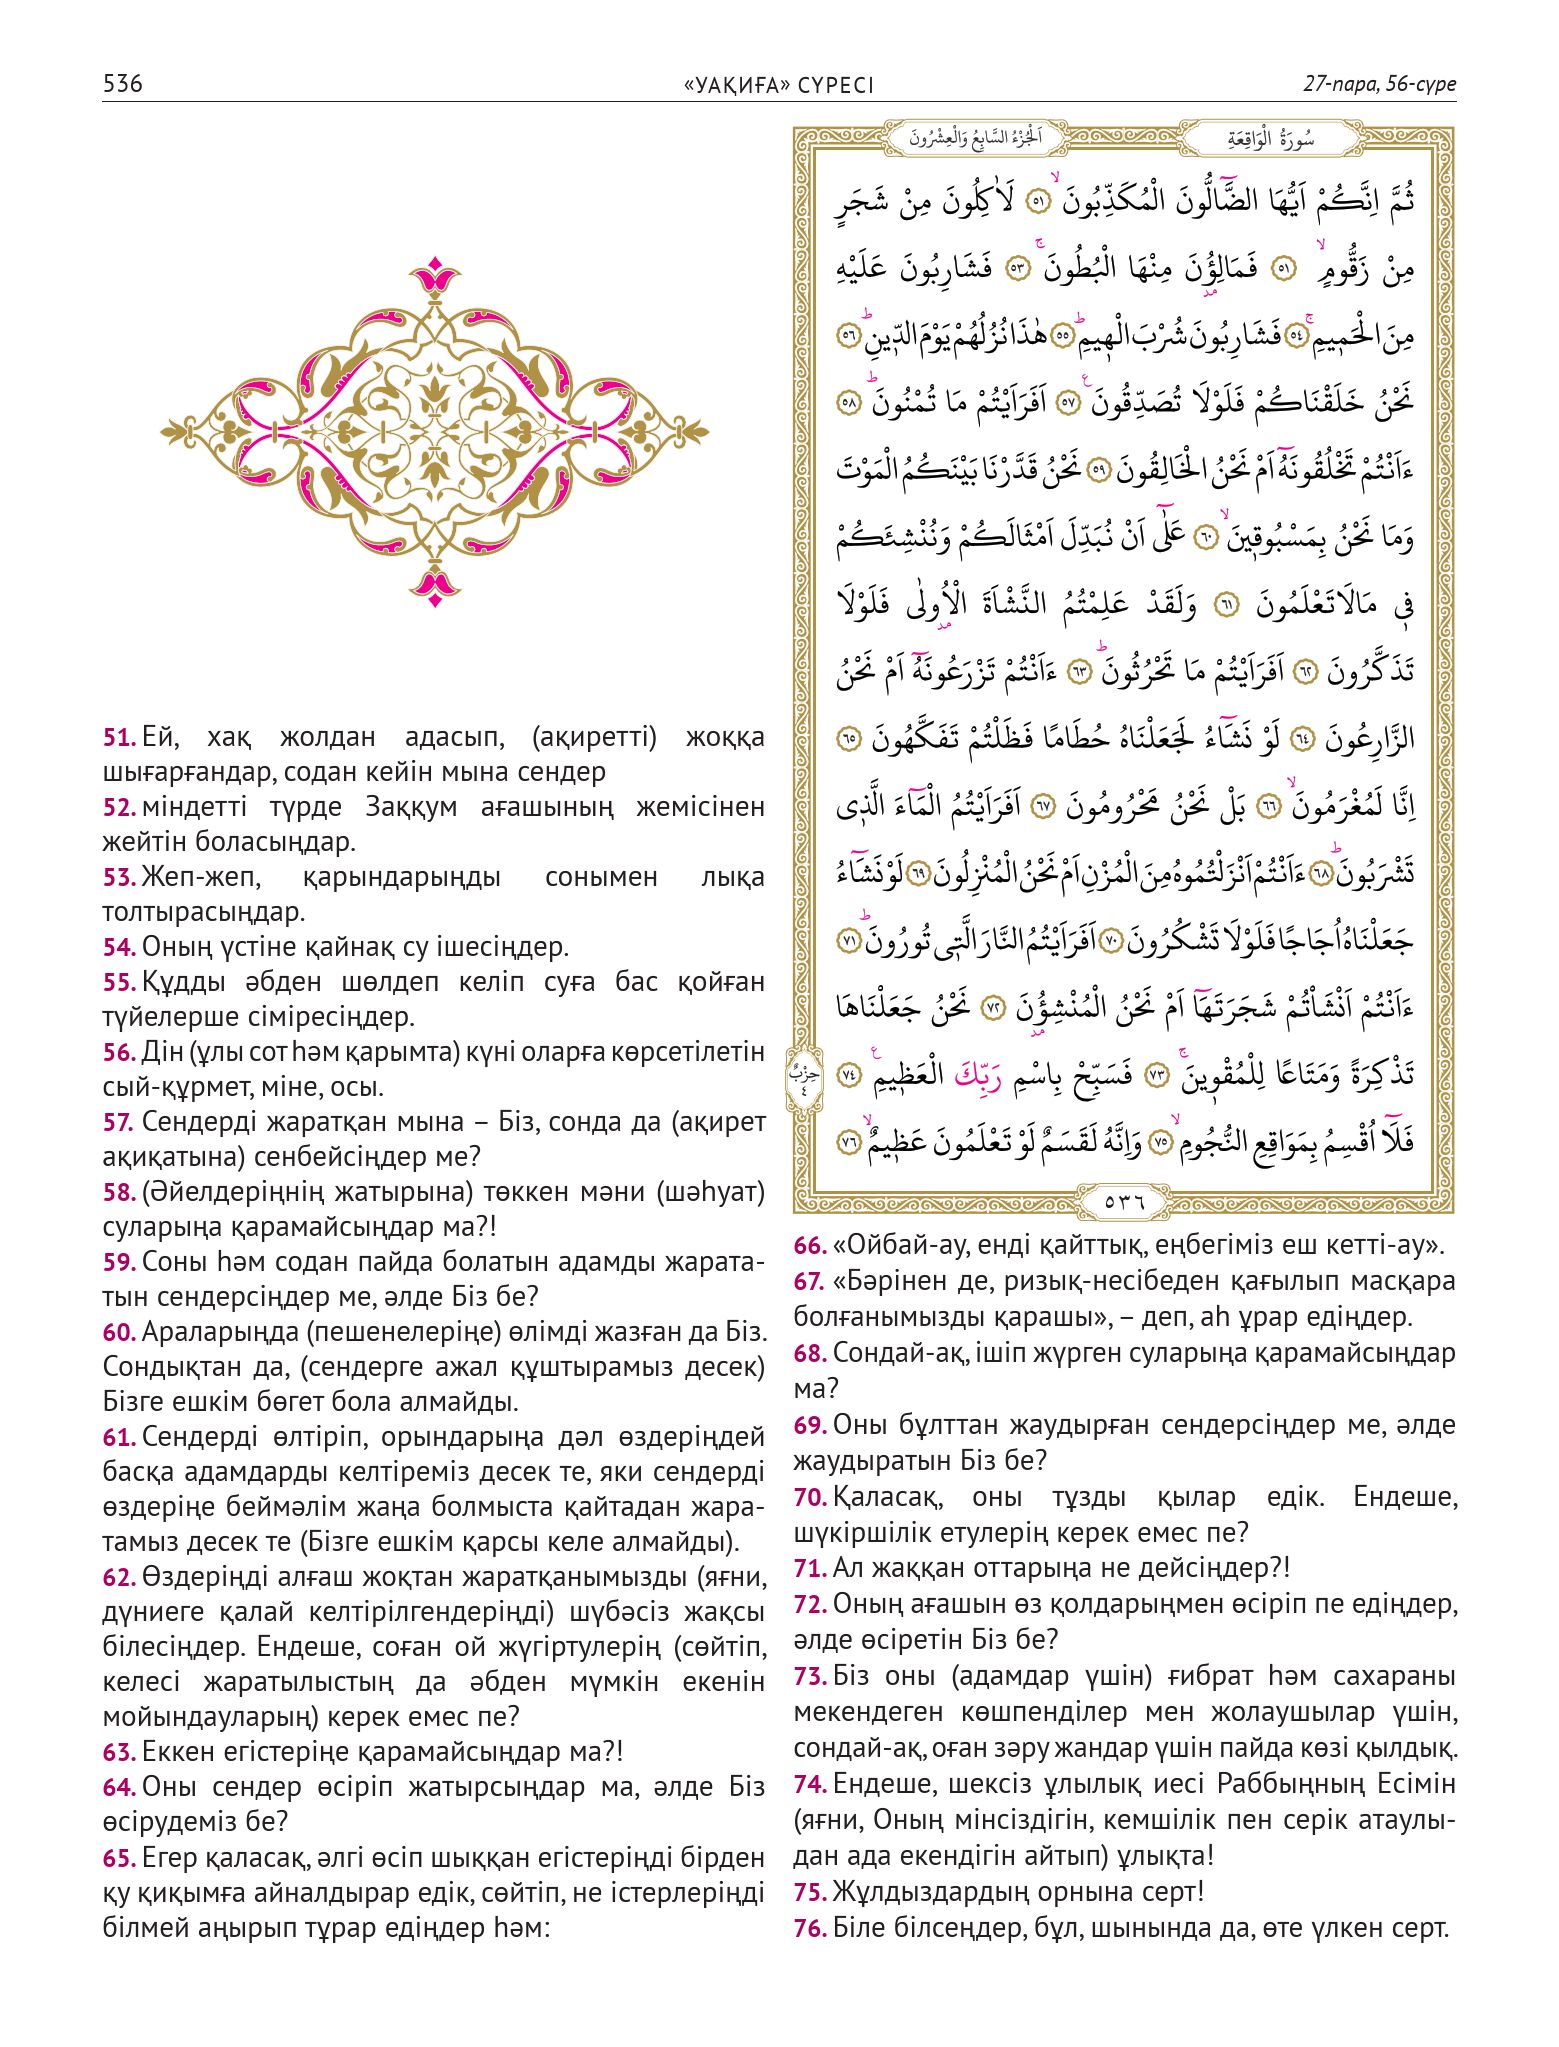 536
«УАҚИҒА» СҮРЕСІ
27-пара, 56-сүре
اَلْجُزْءُ السَّابِعُ وَالْعِشْرُونَ
سُورَةُ الْوَاقِعَةِ
ثُمَّ اِنَّكُمْ اَيُّهَا الضَّٓالُّونَ الْمُكَذِّبُونَۙ ﴿٥١﴾ لَاٰكِلُونَ مِنْ شَجَرٍ
مِنْ زَقُّومٍۙ ﴿٥١﴾ فَمَالِؤُنَ مِنْهَا الْبُطُونَۚ ﴿٥٣﴾ فَشَارِبُونَ عَلَيْهِ
مِنَ الْحَمٖيمِۚ ﴿٥٤﴾ فَشَارِبُونَ شُرْبَ الْهٖيمِؕ ﴿٥٥﴾ هٰذَا نُزُلُهُمْ يَوْمَ الدّٖينِؕ ﴿٥٦﴾
نَحْنُ خَلَقْنَاكُمْ فَلَوْلَا تُصَدِّقُونَ ﴿٥٧﴾ اَفَرَاَيْتُمْ مَا تُمْنُونَؕ ﴿٥٨﴾
ءَاَنْتُمْ تَخْلُقُونَهُٓ اَمْ نَحْنُ الْخَالِقُونَ ﴿٥٩﴾ نَحْنُ قَدَّرْنَا بَيْنَكُمُ الْمَوْتَ
وَمَا نَحْنُ بِمَسْبُوقٖينَۙ ﴿٦٠﴾ عَلٰٓى اَنْ نُبَدِّلَ اَمْثَالَكُمْ وَنُنْشِئَكُمْ
فٖى مَالَا تَعْلَمُونَ ﴿٦١﴾ وَلَقَدْ عَلِمْتُمُ النَّشْاَةَ الْاُولٰى فَلَوْلَا
تَذَكَّرُونَ ﴿٦٢﴾ اَفَرَاَيْتُمْ مَا تَحْرُثُونَؕ ﴿٦٣﴾ ءَاَنْتُمْ تَزْرَعُونَهُٓ اَمْ نَحْنُ
الزَّارِعُونَ ﴿٦٤﴾ لَوْ نَشَٓاءُ لَجَعَلْنَاهُ حُطَامًا فَظَلْتُمْ تَفَكَّهُونَ ﴿٦٥﴾
اِنَّا لَمُغْرَمُونَۙ ﴿٦٦﴾ بَلْ نَحْنُ مَحْرُومُونَ ﴿٦٧﴾ اَفَرَاَيْتُمُ الْمَٓاءَ الَّذٖى
تَشْرَبُونَؕ ﴿٦٨﴾ ءَاَنْتُمْ اَنْزَلْتُمُوهُ مِنَ الْمُزْنِ اَمْ نَحْنُ الْمُنْزِلُونَ ﴿٦٩﴾ لَوْ نَشَٓاءُ
جَعَلْنَاهُ اُجَاجًا فَلَوْلَا تَشْكُرُونَ ﴿٧٠﴾ اَفَرَاَيْتُمُ النَّارَ الَّتٖى تُورُونَؕ ﴿٧١﴾
ءَاَنْتُمْ اَنْشَاْتُمْ شَجَرَتَهَٓا اَمْ نَحْنُ الْمُنْشِؤُنَ ﴿٧٢﴾ نَحْنُ جَعَلْنَاهَا
تَذْكِرَةً وَمَتَاعًا لِلْمُقْوٖينَۚ ﴿٧٣﴾ فَسَبِّحْ بِاسْمِ رَبِّكَ الْعَظٖيمِ ﴿٧٤﴾
حِزْبٌ
٤
فَلَٓا اُقْسِمُ بِمَوَاقِعِ النُّجُومِۙ ﴿٧٥﴾ وَاِنَّهُ لَقَسَمٌ لَوْ تَعْلَمُونَ عَظٖيمٌۙ ﴿٧٦﴾
٥٣٦
51. Ей, хақ жолдан адасып, (ақиретті) жоққа
шығарғандар, содан кейін мына сендер
52. міндетті түрде Заққум ағашының жемісінен
жейтін боласыңдар.
53. Жеп-жеп, қарындарыңды сонымен лықа
толтырасыңдар.
54. Оның үстіне қайнақ су ішесіңдер.
55. Құдды әбден шөлдеп келіп суға бас қойған
түйелерше сіміресіңдер.
56. Дін (ұлы сот һәм қарымта) күні оларға көрсетілетін
сый-құрмет, міне, осы.
57. Сендерді жаратқан мына – Біз, сонда да (ақирет
ақиқатына) сенбейсіңдер ме?
58. (Әйелдеріңнің жатырына) төккен мәни (шәһуат)
суларыңа қарамайсыңдар ма?!
59. Соны һәм содан пайда болатын адамды жарата-
тын сендерсіңдер ме, әлде Біз бе?
60. Араларыңда (пешенелеріңе) өлімді жазған да Біз.
Сондықтан да, (сендерге ажал құштырамыз десек)
Бізге ешкім бөгет бола алмайды.
61. Сендерді өлтіріп, орындарыңа дәл өздеріңдей
басқа адамдарды келтіреміз десек те, яки сендерді
өздеріңе беймәлім жаңа болмыста қайтадан жара-
тамыз десек те (Бізге ешкім қарсы келе алмайды).
62. Өздеріңді алғаш жоқтан жаратқанымызды (яғни,
дүниеге қалай келтірілгендеріңді) шүбәсіз жақсы
білесіңдер. Ендеше, соған ой жүгіртулерің (сөйтіп,
келесі жаратылыстың да әбден мүмкін екенін
мойындауларың) керек емес пе?
63. Еккен егістеріңе қарамайсыңдар ма?!
64. Оны сендер өсіріп жатырсыңдар ма, әлде Біз
өсірудеміз бе?
65. Егер қаласақ, әлгі өсіп шыққан егістеріңді бірден
қу қиқымға айналдырар едік, сөйтіп, не істерлеріңді
білмей аңырып тұрар едіңдер һәм:
66. «Ойбай-ау, енді қайттық, еңбегіміз еш кетті-ау».
67. «Бәрінен де, ризық-несібеден қағылып масқара
болғанымызды қарашы», – деп, аһ ұрар едіңдер.
68. Сондай-ақ, ішіп жүрген суларыңа қарамайсыңдар
ма?
69. Оны бұлттан жаудырған сендерсіңдер ме, әлде
жаудыратын Біз бе?
70. Қаласақ, оны тұзды қылар едік. Ендеше,
шүкіршілік етулерің керек емес пе?
71. Ал жаққан оттарыңа не дейсіңдер?!
72. Оның ағашын өз қолдарыңмен өсіріп пе едіңдер,
әлде өсіретін Біз бе?
73. Біз оны (адамдар үшін) ғибрат һәм сахараны
мекендеген көшпенділер мен жолаушылар үшін,
сондай-ақ, оған зәру жандар үшін пайда көзі қылдық.
74. Ендеше, шексіз ұлылық иесі Раббыңның Есімін
(яғни, Оның мінсіздігін, кемшілік пен серік атаулы-
дан ада екендігін айтып) ұлықта!
75. Жұлдыздардың орнына серт!
76. Біле білсеңдер, бұл, шынында да, өте үлкен серт.